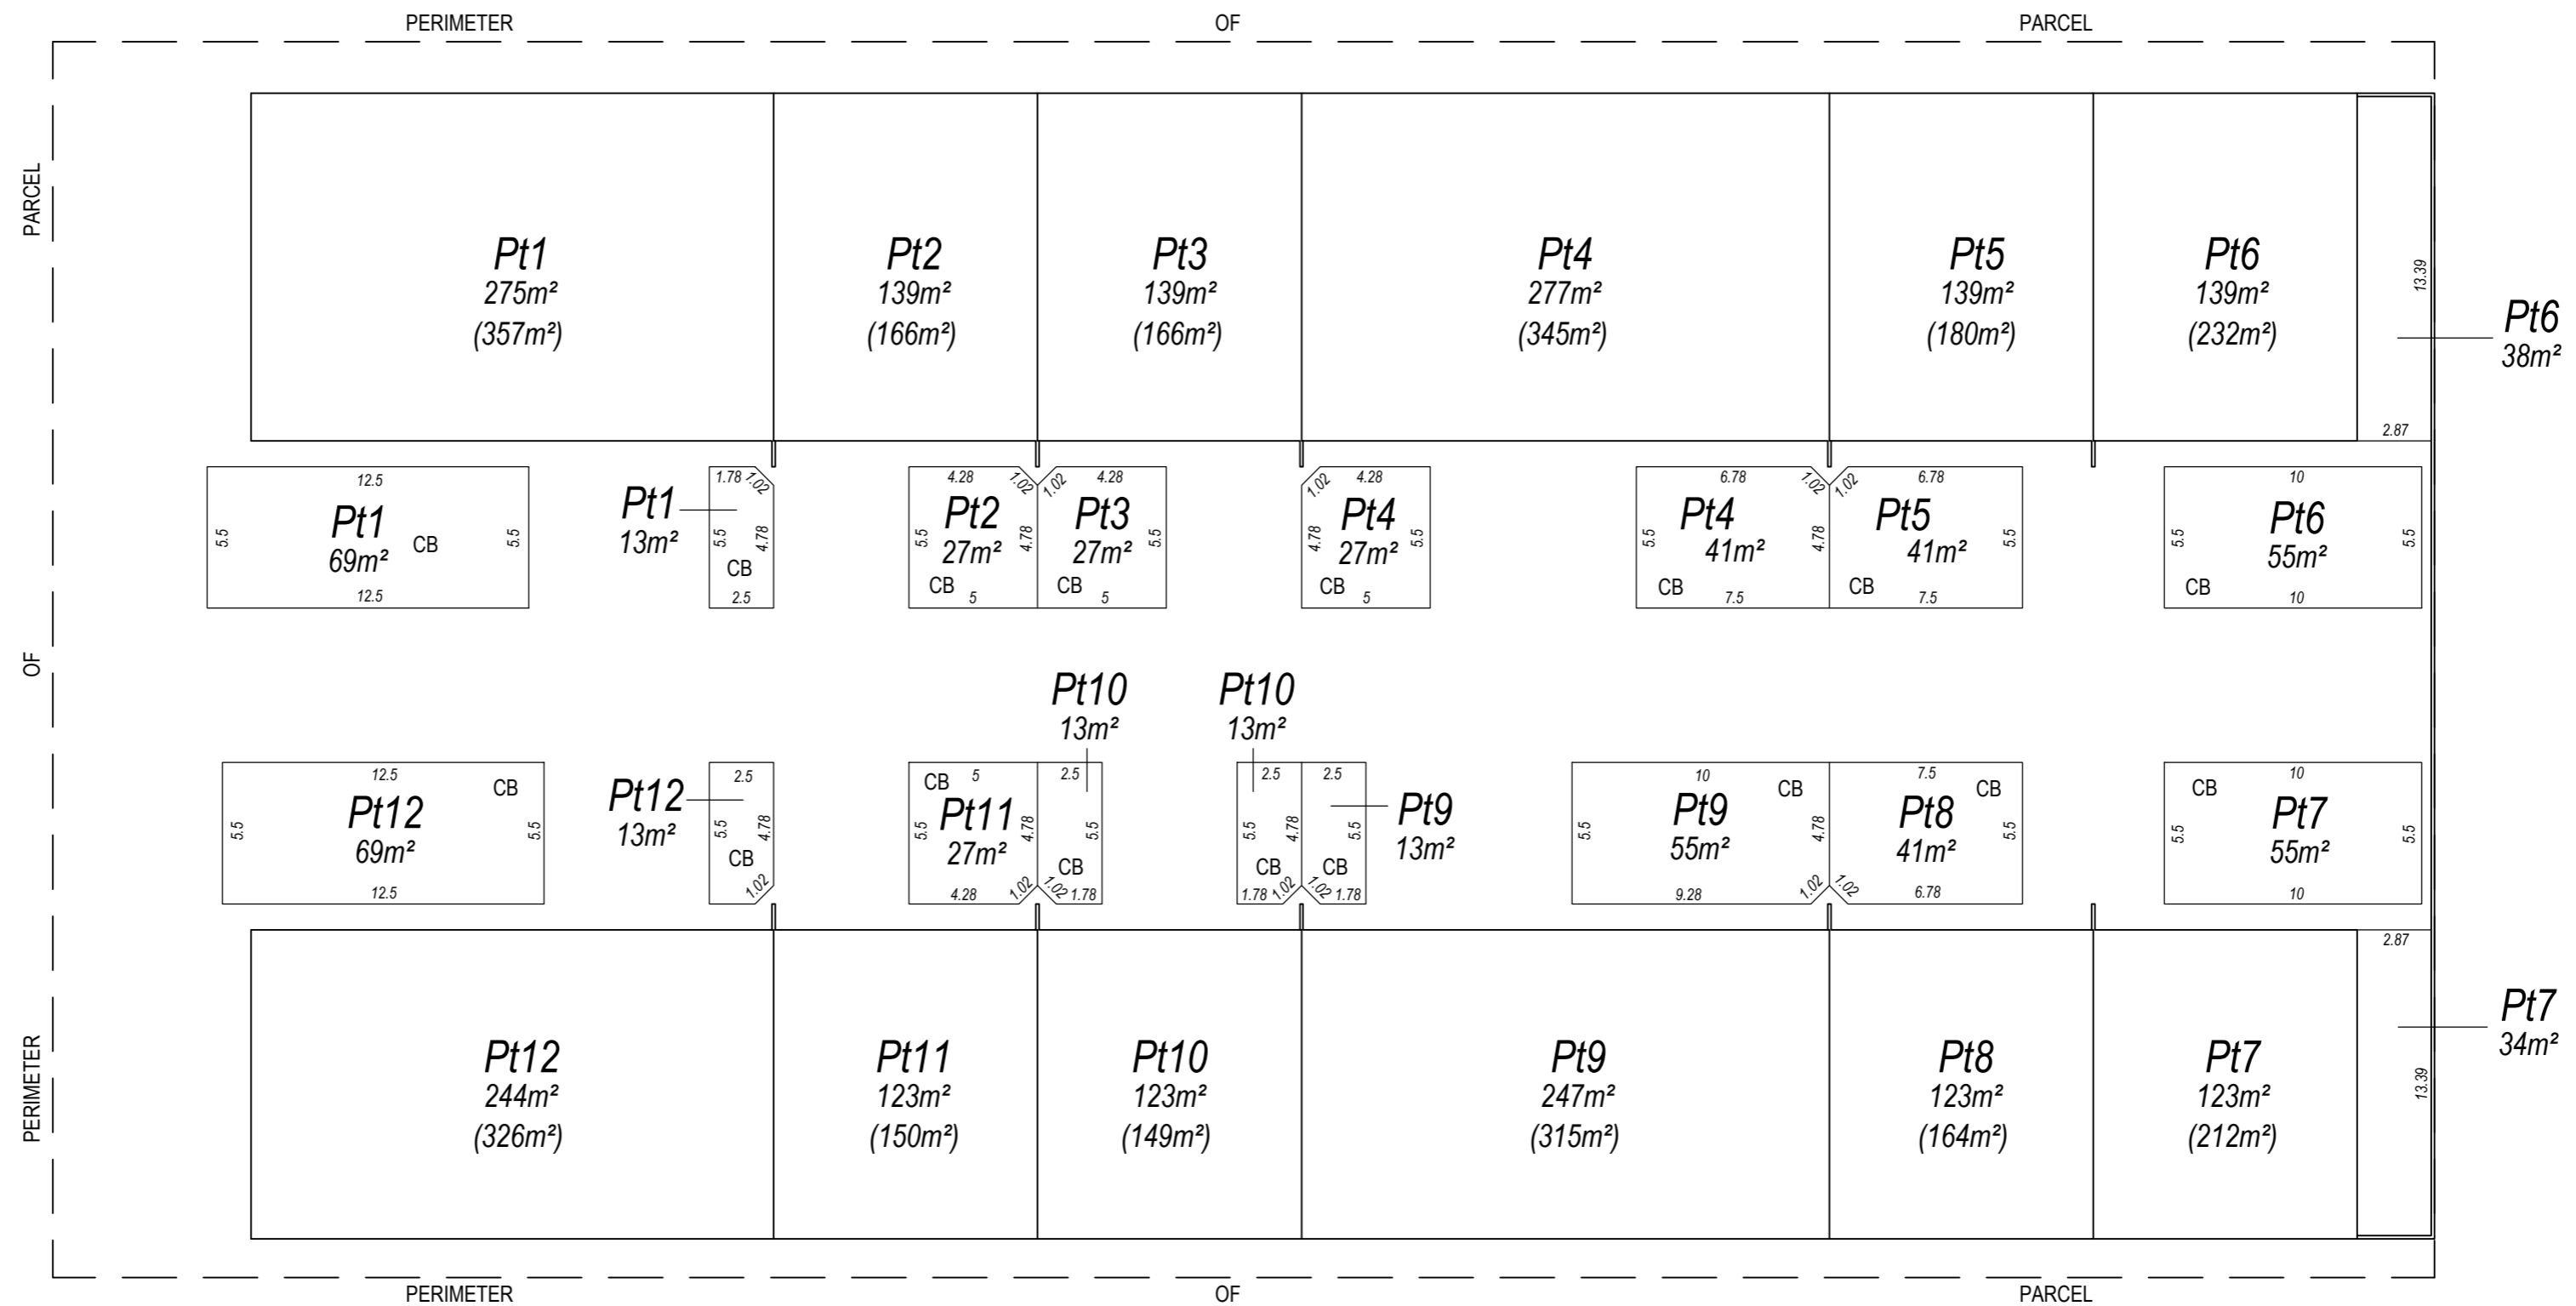 PERIMETER OF PARCEL
PARCEL
OF
PERIMETER
Pt1
275m²
(357m²)
Pt2
139m²
(166m²)
Pt3
139m²
(166m²)
Pt4
277m²
(345m²)
Pt5
139m²
(180m²)
Pt6
139m²
(232m²)
13.39
2.87
Pt6
38m²
12.5
5.5
Pt1
69m²
CB
5.5
12.5
Pt1
13m²
1.78
1.02
5.5
4.78
CB
2.5
4.28
1.02
5.5
Pt2
27m²
4.78
CB
5
1.02
4.28
Pt3
27m²
5.5
CB
5
1.02
4.28
4.78
Pt4
27m²
5.5
CB
5
6.78
1.02
5.5
Pt4
41m²
4.78
CB
7.5
1.02
6.78
Pt5
41m²
5.5
CB
7.5
10
5.5
Pt6
55m²
5.5
CB
10
12.5
CB
5.5
Pt12
69m²
5.5
12.5
Pt12
13m²
2.5
5.5
4.78
CB
1.02
CB
5
5.5
Pt11
27m²
4.78
4.28
1.02
Pt10
13m²
2.5
5.5
CB
1.02
1.78
Pt10
13m²
2.5
5.5
4.78
CB
1.78
1.02
2.5
5.5
CB
1.02
1.78
Pt9
13m²
10
CB
5.5
Pt9
55m²
4.78
9.28
1.02
7.5
CB
Pt8
41m²
5.5
1.02
6.78
10
CB
5.5
Pt7
55m²
5.5
10
Pt12
244m²
(326m²)
Pt11
123m²
(150m²)
Pt10
123m²
(149m²)
Pt9
247m²
(315m²)
Pt8
123m²
(164m²)
Pt7
123m²
(212m²)
2.87
13.39
Pt7
34m²
PERIMETER OF PARCEL